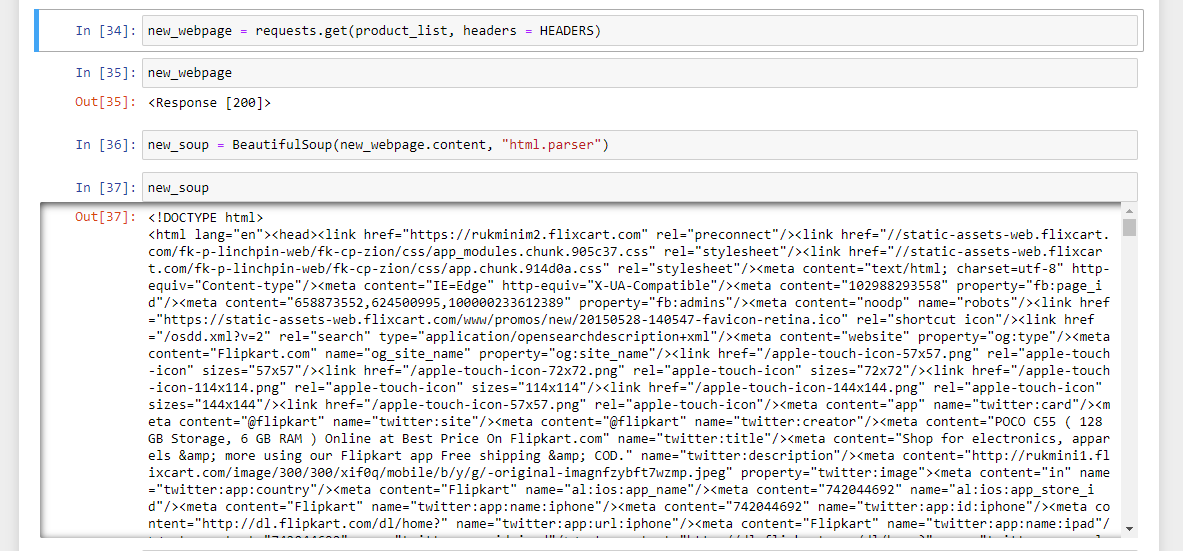 In [34]: new_webpage = requests.get(product_list, headers = HEADERS)
In [35]: new_webpage
Out[35]: <Response [200]>
In [36]: new_soup = BeautifulSoup(new_webpage.content, "html.parser")
In [37]: new_soup
Out[37]: <!DOCTYPE html>
<html lang="en"><head><link href="https://rukminim2.flixcart.com" rel="preconnect"/><link href="//static-assets-web.flixcart.
com/fk-p-linchpin-web/fk-cp-zion/css/app_modules.chunk.905c37.css" rel="stylesheet"/><link href="//static-assets-web.flixcar
t.com/fk-p-linchpin-web/fk-cp-zion/css/app.chunk.914d0a.css" rel="stylesheet"/><meta content="text/html; charset=utf-8" http-
equiv="Content-type"/><meta content="IE=Edge" http-equiv="X-UA-Compatible"/><meta content="102988293558" property="fb:page_i
d"/><meta content="658873552,624500995,100000233612389" property="fb:admins"/><meta content="noodp" name="robots"/><link href
="https://static-assets-web.flixcart.com/www/promos/new/20150528-140547-favicon-retina.ico" rel="shortcut icon"/><link href
="/osdd.xml?v=2" rel="search" type="application/opensearchdescription+xml"/><meta content="website" property="og:type"/><meta
content="Flipkart.com" name="og_site_name" property="og:site_name"/><link href="/apple-touch-icon-57x57.png" rel="apple-touch
-icon" sizes="57x57"/><link href="/apple-touch-icon-72x72.png" rel="apple-touch-icon" sizes="72x72"/><link href="/apple-touch
-icon-114x114.png" rel="apple-touch-icon" sizes="114x114"/><link href="/apple-touch-icon-144x144.png" rel="apple-touch-icon"
sizes="144x144"/><link href="/apple-touch-icon-57x57.png" rel="apple-touch-icon"/><meta content="app" name="twitter:card"/><m
eta content="@flipkart" name="twitter:site"/><meta content="@flipkart" name="twitter:creator"/><meta content="POCO C55 ( 128
GB Storage, 6 GB RAM ) Online at Best Price On Flipkart.com" name="twitter:title"/><meta content="Shop for electronics, appar
els &amp; more using our Flipkart app Free shipping &amp; COD." name="twitter:description"/><meta content="http://rukmini1.fl
ixcart.com/image/300/300/xif0q/mobile/b/y/g/-original-imagnfzybft7wzmp.jpeg" property="twitter:image"><meta content="in" name
="twitter:app:country"/><meta content="Flipkart" name="al:ios:app_name"/><meta content="742044692" name="al:ios:app_store_i
d"/><meta content="Flipkart" name="twitter:app:name:iphone"/><meta content="742044692" name="twitter:app:id:iphone"/><meta co
ntent="http://dl.flipkart.com/dl/home?" name="twitter:app:url:iphone"/><meta content="Flipkart" name="twitter:app:name:ipad"/